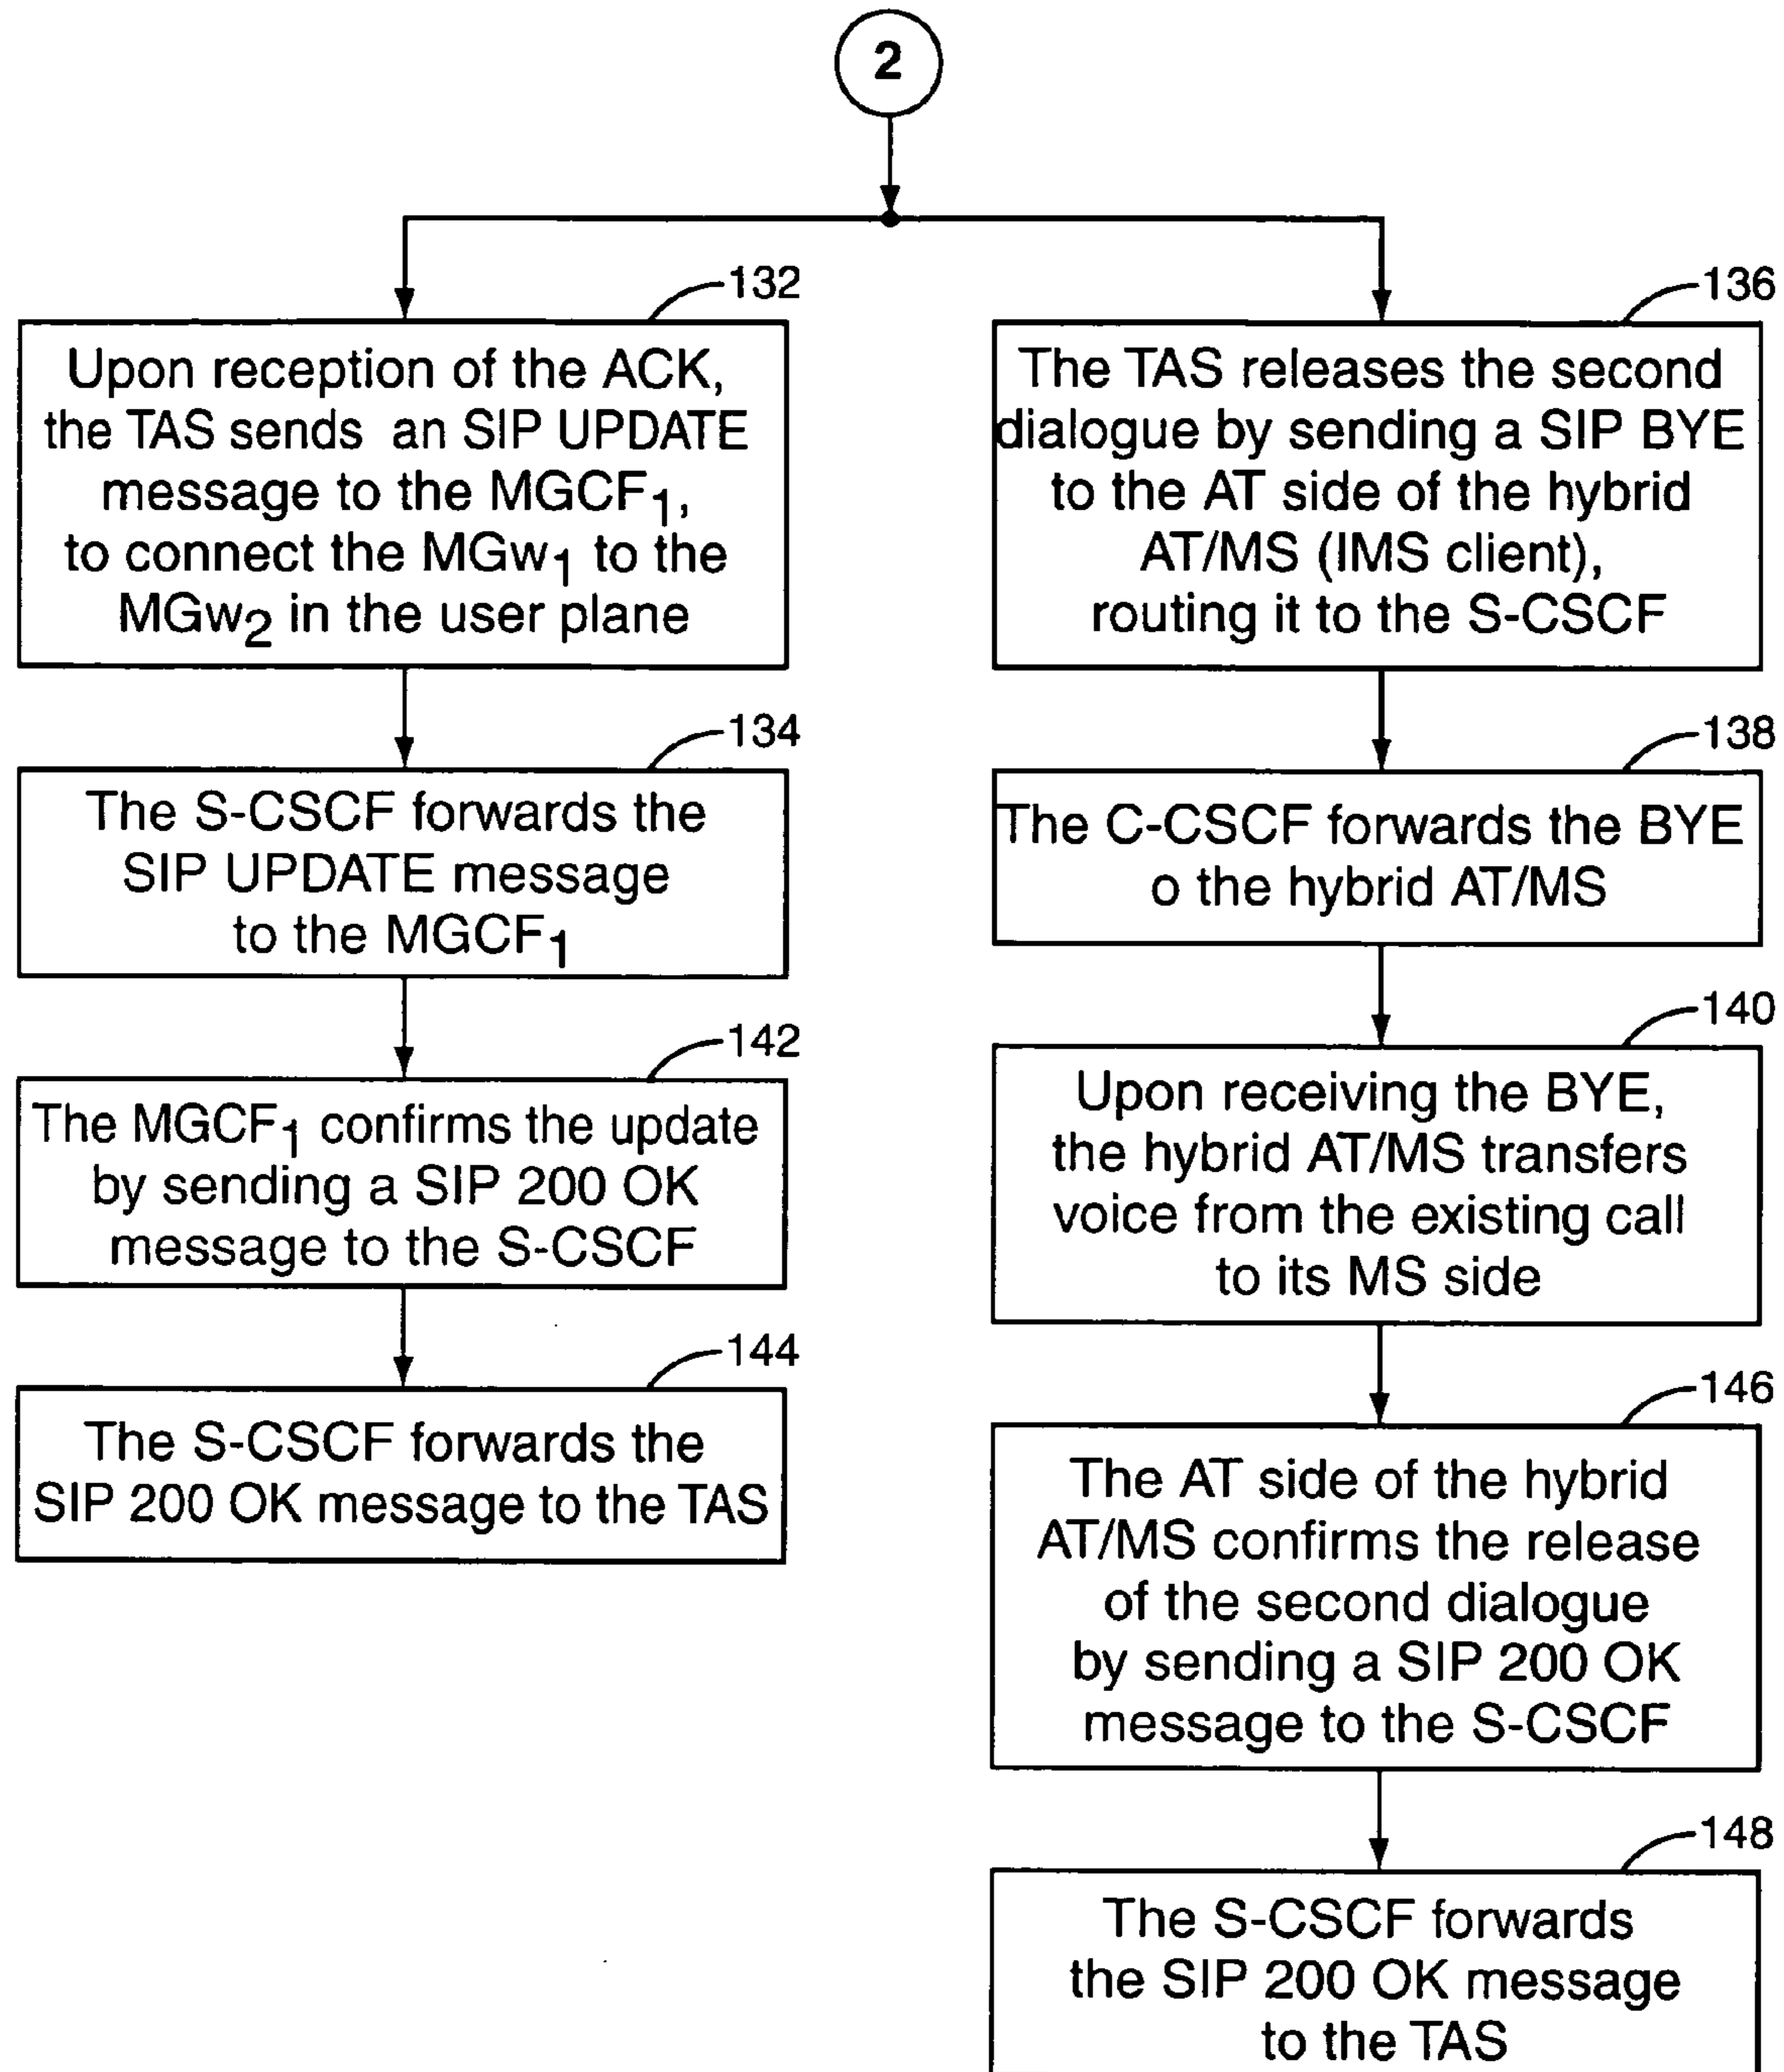 2
132
Upon reception of the ACK,
the TAS sends an SIP UPDATE
message to the MGCF1,
to connect the MGw1 to the
MGw2 in the user plane
134
The S-CSCF forwards the
SIP UPDATE message
to the MGCF1
142
The MGCF1 confirms the update
by sending a SIP 200 OK
message to the S-CSCF
144
The S-CSCF forwards the
SIP 200 OK message to the TAS
136
The TAS releases the second
dialogue by sending a SIP BYE
to the AT side of the hybrid
AT/MS (IMS client),
routing it to the S-CSCF
138
The C-CSCF forwards the BYE
o the hybrid AT/MS
140
Upon receiving the BYE,
the hybrid AT/MS transfers
voice from the existing call
to its MS side
146
The AT side of the hybrid
AT/MS confirms the release
of the second dialogue
by sending a SIP 200 OK
message to the S-CSCF
148
The S-CSCF forwards
the SIP 200 OK message
to the TAS